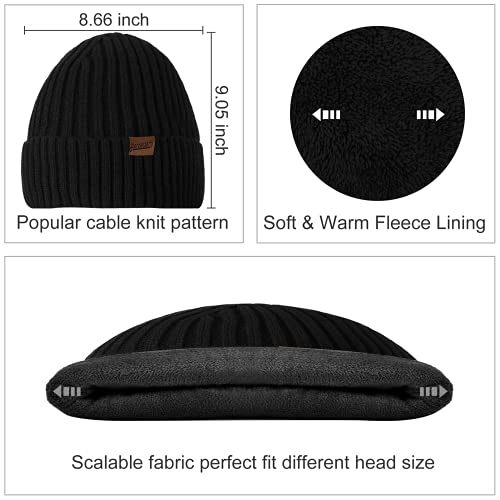 8.66 inch
9.05 inch
Popular cable knit pattern
Soft & Warm Fleece Lining
Scalable fabric perfect fit different head size